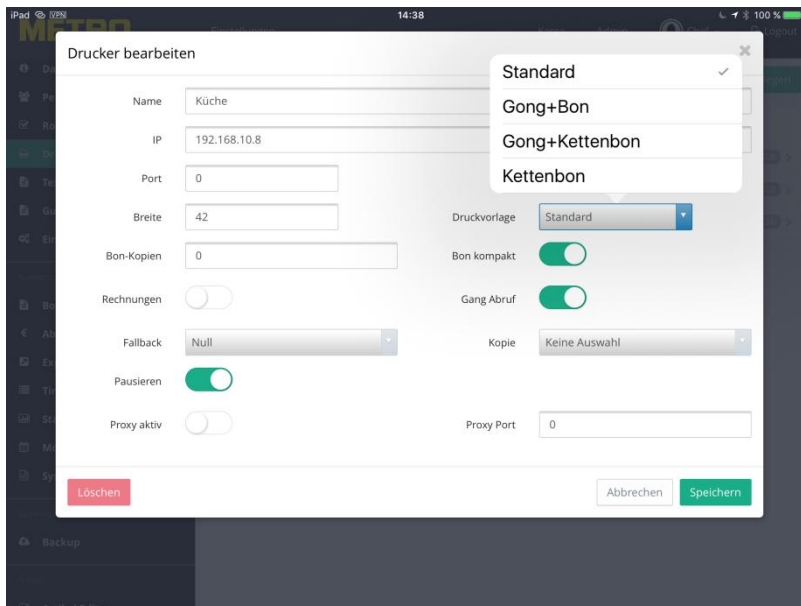 iPad VPN 14:38 100 %
METRO
Logout
Drucker bearbeiten
Standard
Gong+Bon
Gong+Kettenbon
Kettenbon
Name Küche
IP 192.168.10.8
Port 0
Breite 42 Druckvorlage Standard
Bon-Kopien 0 Bon kompakt
Rechnungen Gang Abruf
Fallback Null Kopie Keine Auswahl
Pausieren
Proxy aktiv Proxy Port 0
Löschen Abbrechen Speichern
Backup